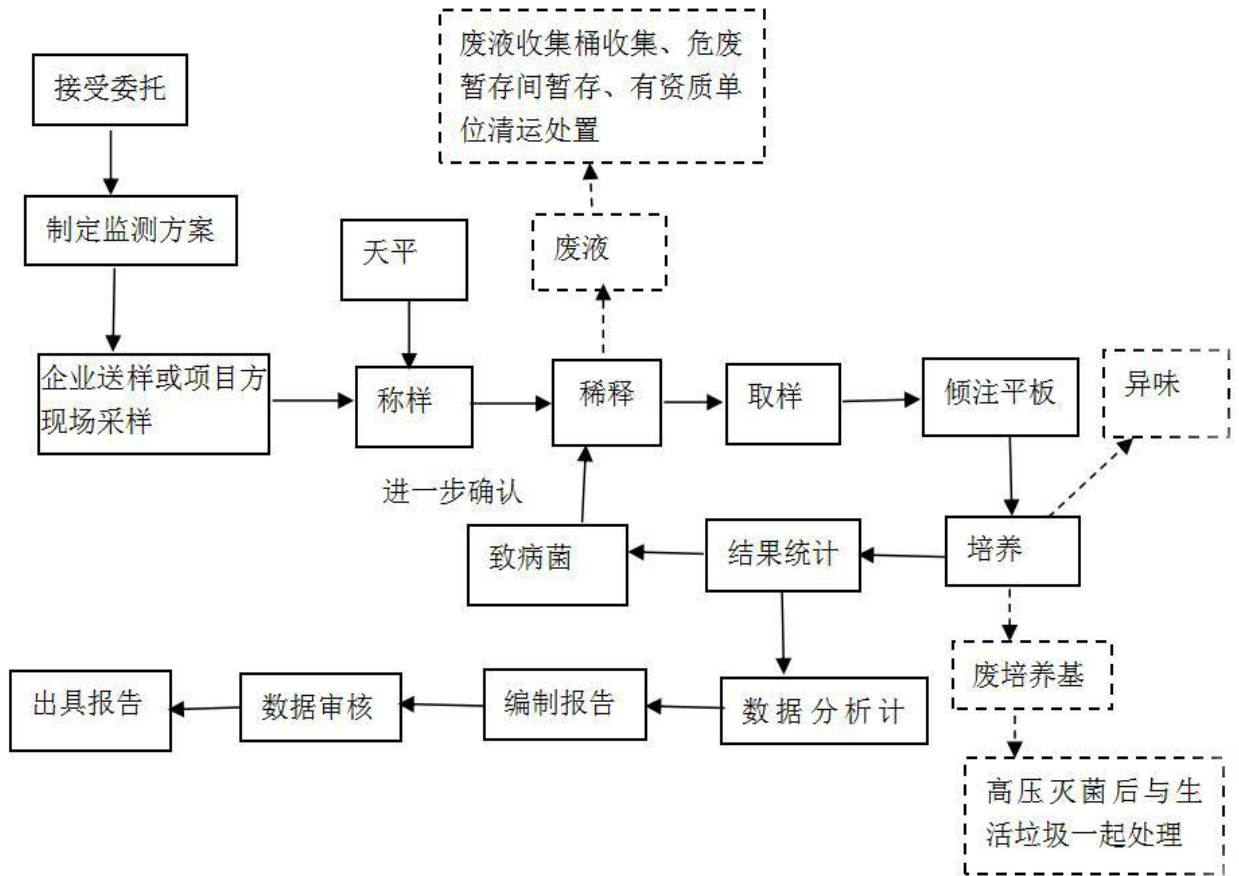 废液收集桶收集、危废
暂存间暂存、有资质单
位清运处置
接受委托
制定监测方案
天平
废液
企业送样或项目方
现场采样
称样
稀释
取样
倾注平板
异味
进一步确认
致病菌
结果统计
培养
废培养基
出具报告
数据审核
编制报告
数据分析计
高压灭菌后与生
活垃圾一起处理